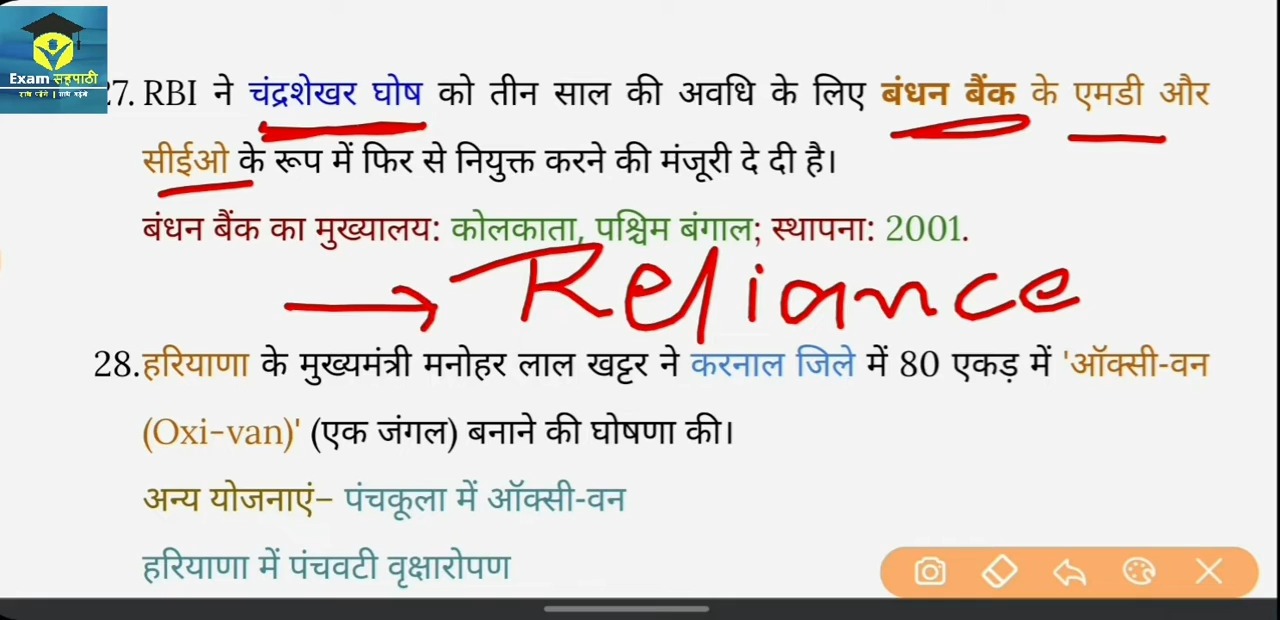 Exam सहपाठी
साथ पढ़ेंगे | साथ बढ़ेंगे
27. RBI ने चंद्रशेखर घोष को तीन साल की अवधि के लिए बंधन बैंक के एमडी और
सीईओ के रूप में फिर से नियुक्त करने की मंजूरी दे दी है।
बंधन बैंक का मुख्यालय: कोलकाता, पश्चिम बंगाल; स्थापना: 2001.
Reliance
28. हरियाणा के मुख्यमंत्री मनोहर लाल खट्टर ने करनाल जिले में 80 एकड़ में 'ऑक्सी-वन
(Oxi-van)' (एक जंगल) बनाने की घोषणा की।
अन्य योजनाएं– पंचकूला में ऑक्सी-वन
हरियाणा में पंचवटी वृक्षारोपण